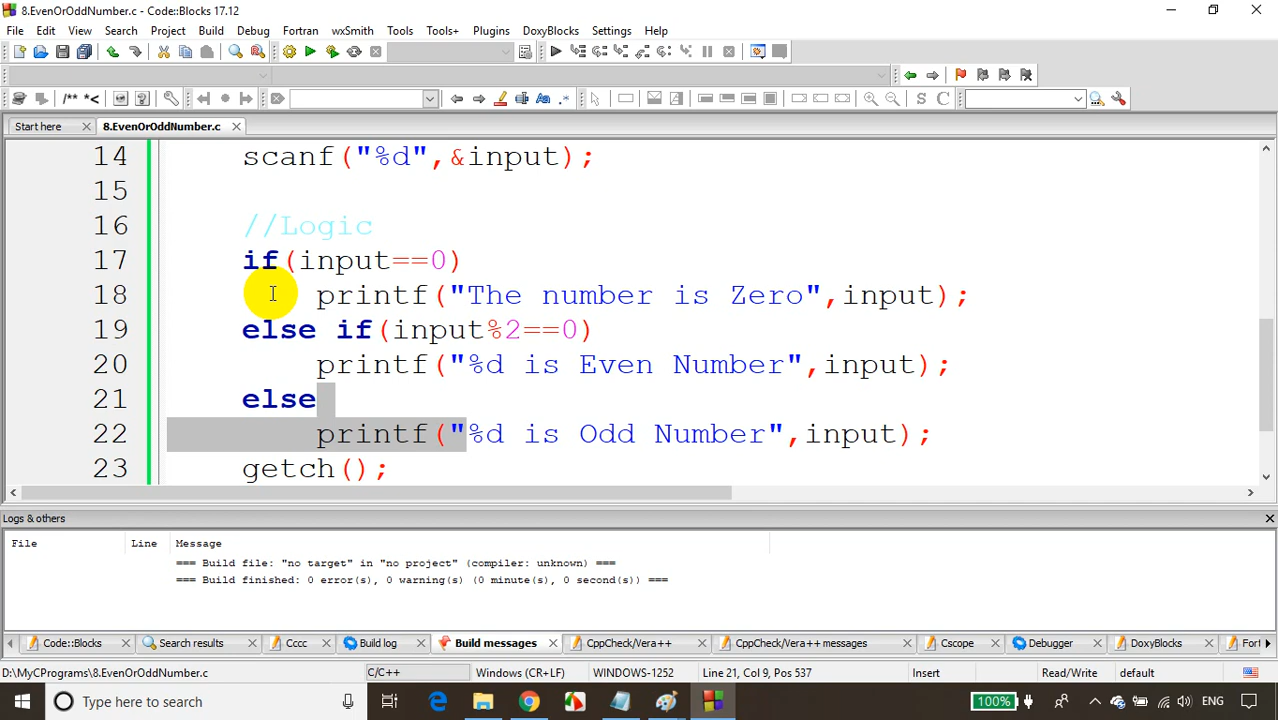 8.EvenOrOddNumber.c - Code::Blocks 17.12
File Edit View Search Project Build Debug Fortran wxSmith Tools Tools+ Plugins DoxyBlocks Settings Help
/** *<
S C
Start here 8.EvenOrOddNumber.c
14 scanf("%d",&input);
15
16 //Logic
17 if(input==0)
18 printf("The number is Zero",input);
19 else if(input%2==0)
20 printf("%d is Even Number",input);
21 else
22 printf("%d is Odd Number",input);
23 getch();
Logs & others
File Line Message
=== Build file: "no target" in "no project" (compiler: unknown) ===
=== Build finished: 0 error(s), 0 warning(s) (0 minute(s), 0 second(s)) ===
Code::Blocks Search results Cccc Build log Build messages CppCheck/Vera++ CppCheck/Vera++ messages Cscope Debugger DoxyBlocks Fort
D:\MyCPrograms\8.EvenOrOddNumber.c C/C++ Windows (CR+LF) WINDOWS-1252 Line 21, Col 9, Pos 537 Insert Read/Write default
Type here to search 100% ENG